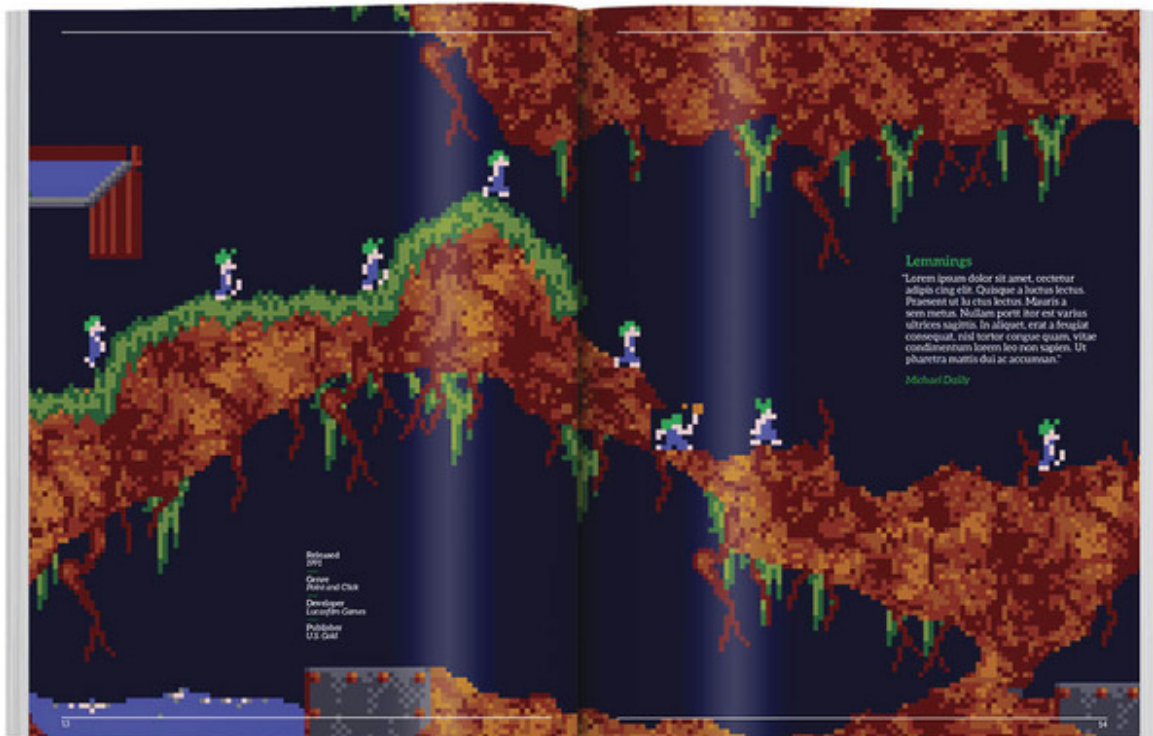 Lemmings
"Lorem ipsum dolor sit amet, cectetur
adipis cing elit. Quisque a luctus lectus.
Praesent ut lu ctus lectus. Mauris a
sem metus. Nullam portt itor est varius
ultrices sagittis. In aliquet, erat a feugiat
consequat, nisl tortor congue quam, vitae
condimentum lorem leo non sapien. Ut
pharetra mattis dui ac accumsan."
Michael Dailly
Released
1991
Genre
Point and Click
Developer
Lucasfilm Games
Publisher
U.S. Gold
13
14